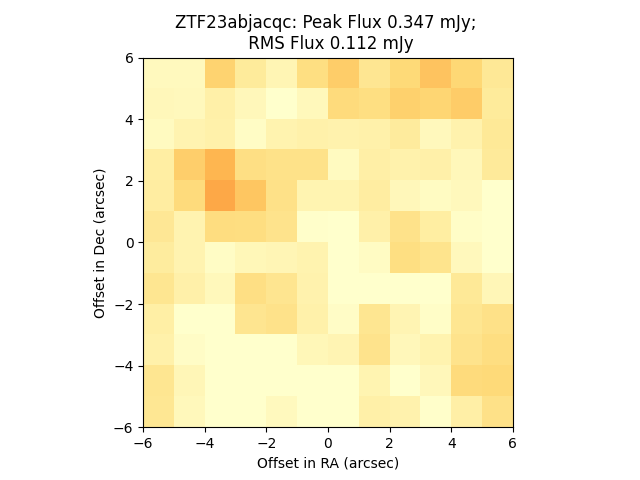 ZTF23abjacqc: Peak Flux 0.347 mJy;
RMS Flux 0.112 mJy
6
4
2
0
−2
−4
−6
Offset in Dec (arcsec)
−6 −4 −2 0 2 4 6
Offset in RA (arcsec)